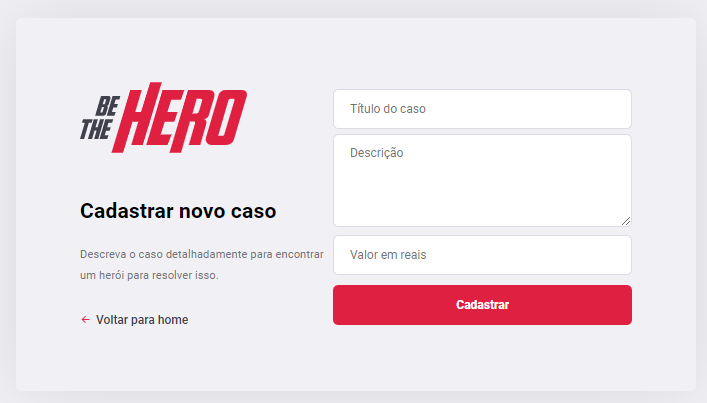 BE
THE HERO
Cadastrar novo caso
Descreva o caso detalhadamente para encontrar
um herói para resolver isso.
← Voltar para home
Título do caso
Descrição
Valor em reais
Cadastrar